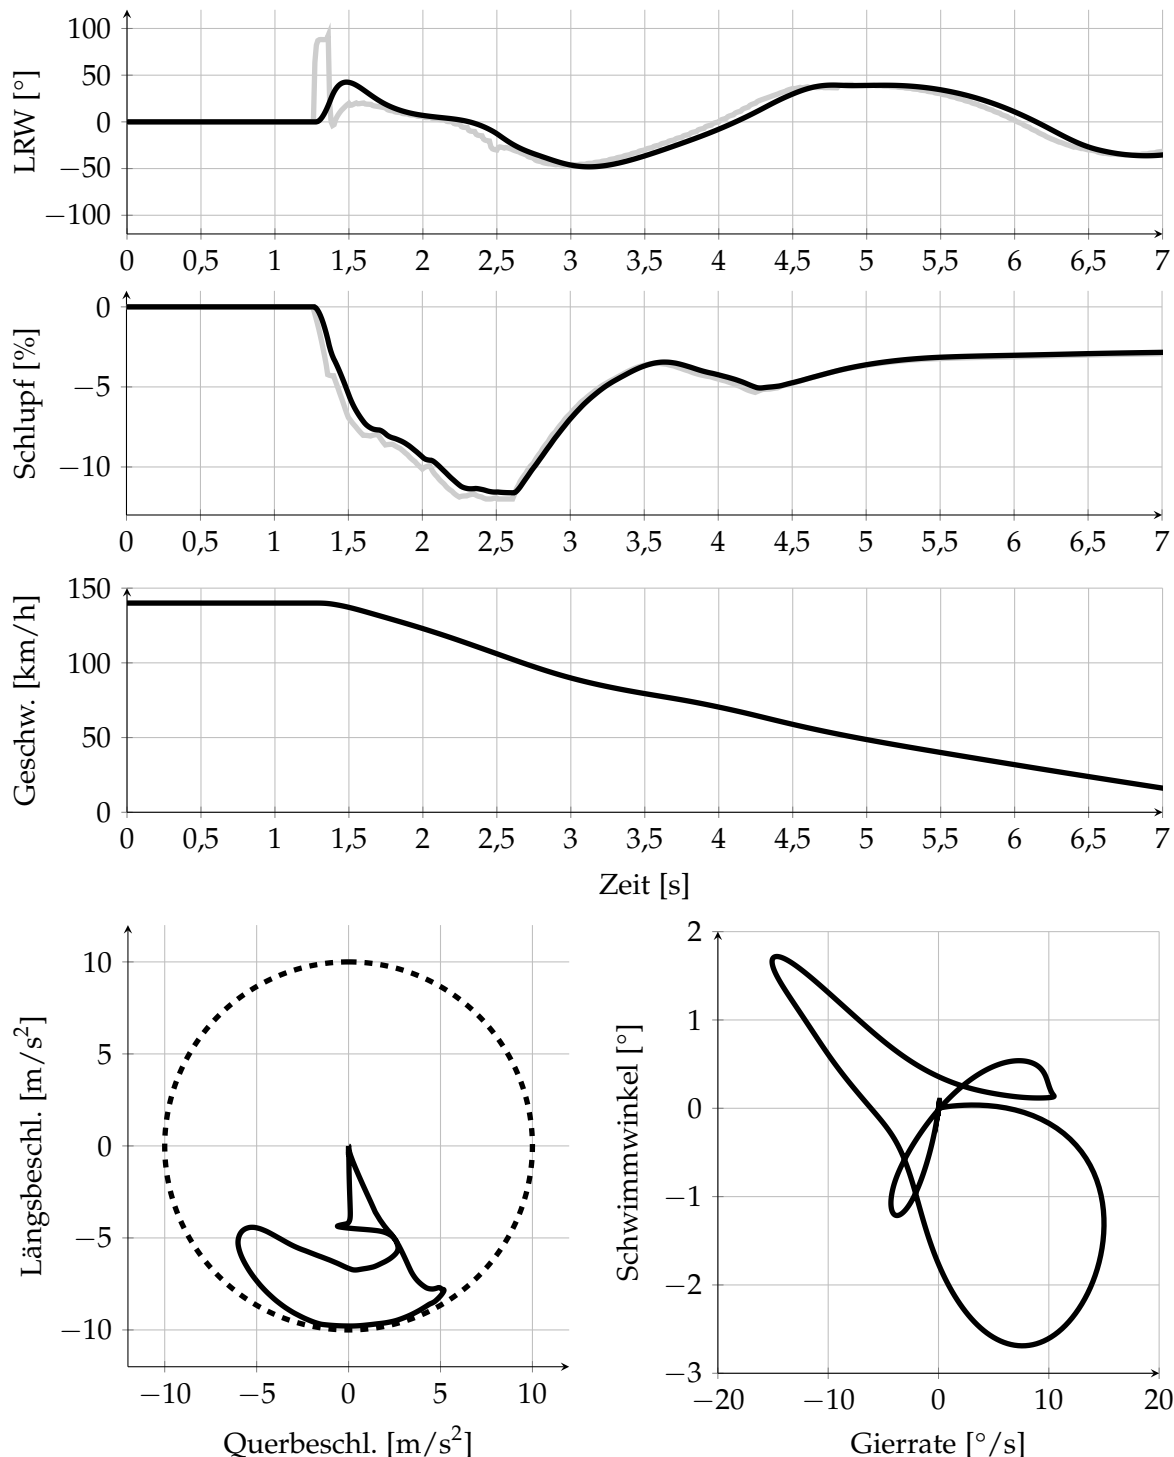 100
50
0
−50
−100
LRW [°]
0 0,5 1 1,5 2 2,5 3 3,5 4 4,5 5 5,5 6 6,5 7
0
−5
−10
Schlupf [%]
0 0,5 1 1,5 2 2,5 3 3,5 4 4,5 5 5,5 6 6,5 7
150
100
50
0
Geschw. [km/h]
0 0,5 1 1,5 2 2,5 3 3,5 4 4,5 5 5,5 6 6,5 7
Zeit [s]
10
5
0
−5
−10
Längsbeschl. [m/s²]
−10 −5 0 5 10
Querbeschl. [m/s²]
2
1
0
−1
−2
−3
Schwimmwinkel [°]
−20 −10 0 10 20
Gierrate [°/s]